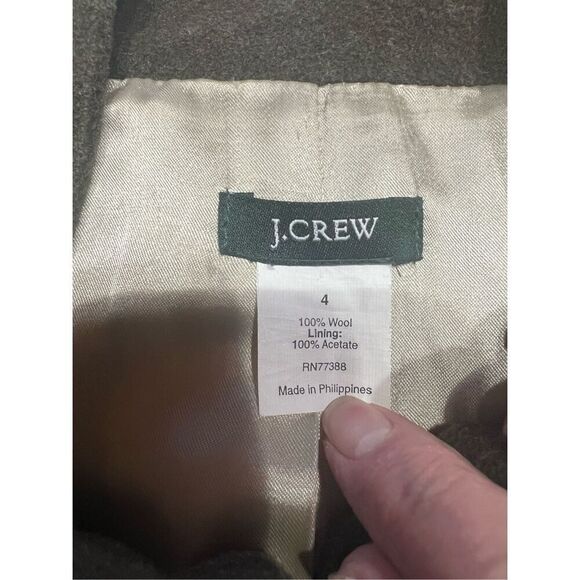 J.CREW
4
100% Wool
Lining:
100% Acetate
RN77388
Made in Philippines